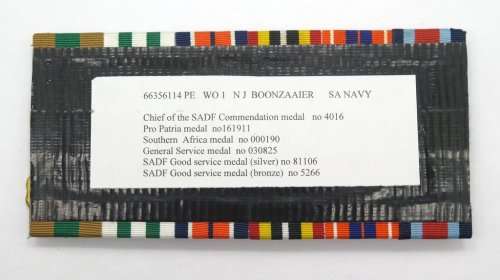 66356114 PE WO 1 N J BOONZAAIER SA NAVY
Chief of the SADF Commendation medal no 4016
Pro Patria medal no161911
Southern Africa medal no 000190
General Service medal no 030825
SADF Good service medal (silver) no 81106
SADF Good service medal (bronze) no 5266